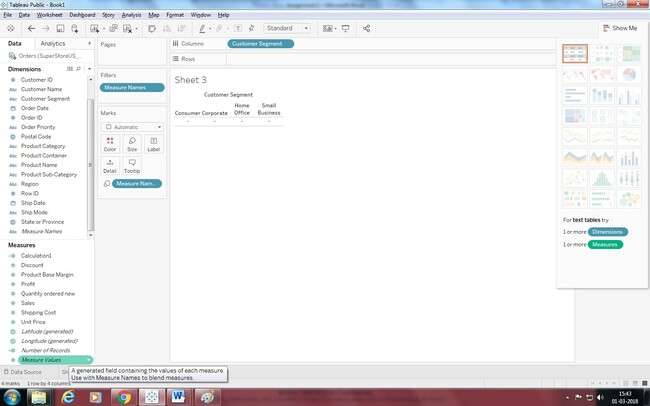 Tableau Public - Book1
File Data Worksheet Dashboard Story Analysis Map Format Window Help
Standard
Show Me
Data Analytics
Orders (SuperStoreUS_...
Dimensions
Customer ID
Customer Name
Customer Segment
Order Date
Order ID
Order Priority
Postal Code
Product Category
Product Container
Product Name
Product Sub-Category
Region
Row ID
Ship Date
Ship Mode
State or Province
Measure Names
Measures
Calculation1
Discount
Product Base Margin
Profit
Quantity ordered new
Sales
Shipping Cost
Unit Price
Latitude (generated)
Longitude (generated)
Number of Records
Measure Values
Pages
Filters
Measure Names
Marks
Automatic
Color Size Label
Detail Tooltip
Measure Nam..
Columns Customer Segment
Rows
Sheet 3
Customer Segment
Consumer Corporate Home Office Small Business
For text tables try
1 or more Dimensions
1 or more Measures
A generated field containing the values of each measure.
Use with Measure Names to blend measures.
Data Source
4 marks 1 row by 4 columns
15:43
01-03-2018